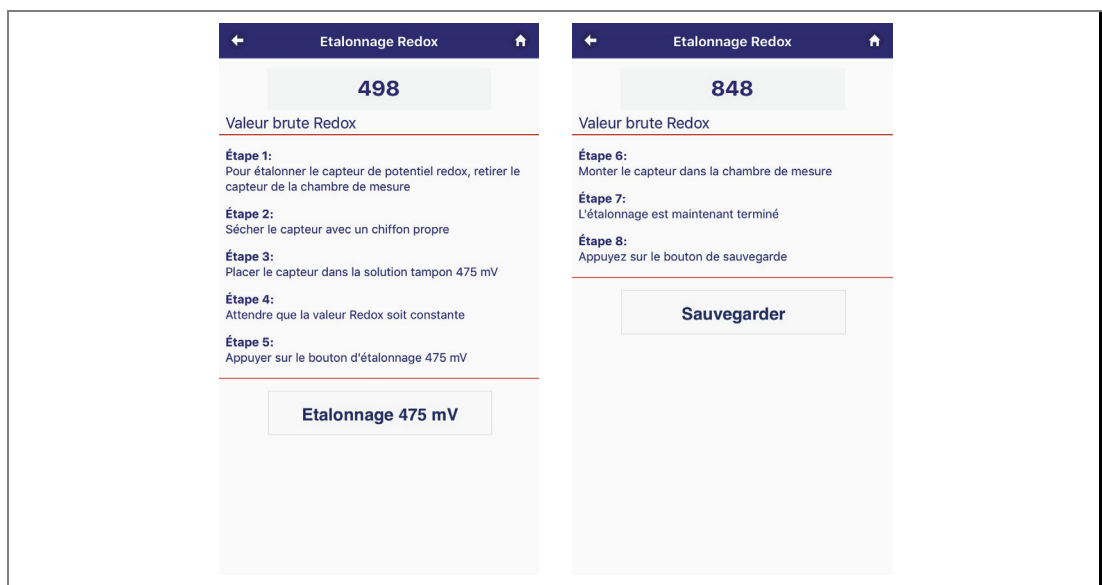 Etalonnage Redox
498
Valeur brute Redox
Étape 1:
Pour étalonner le capteur de potentiel redox, retirer le
capteur de la chambre de mesure
Étape 2:
Sécher le capteur avec un chiffon propre
Étape 3:
Placer le capteur dans la solution tampon 475 mV
Étape 4:
Attendre que la valeur Redox soit constante
Étape 5:
Appuyer sur le bouton d'étalonnage 475 mV
Etalonnage 475 mV
Etalonnage Redox
848
Valeur brute Redox
Étape 6:
Monter le capteur dans la chambre de mesure
Étape 7:
L'étalonnage est maintenant terminé
Étape 8:
Appuyez sur le bouton de sauvegarde
Sauvegarder